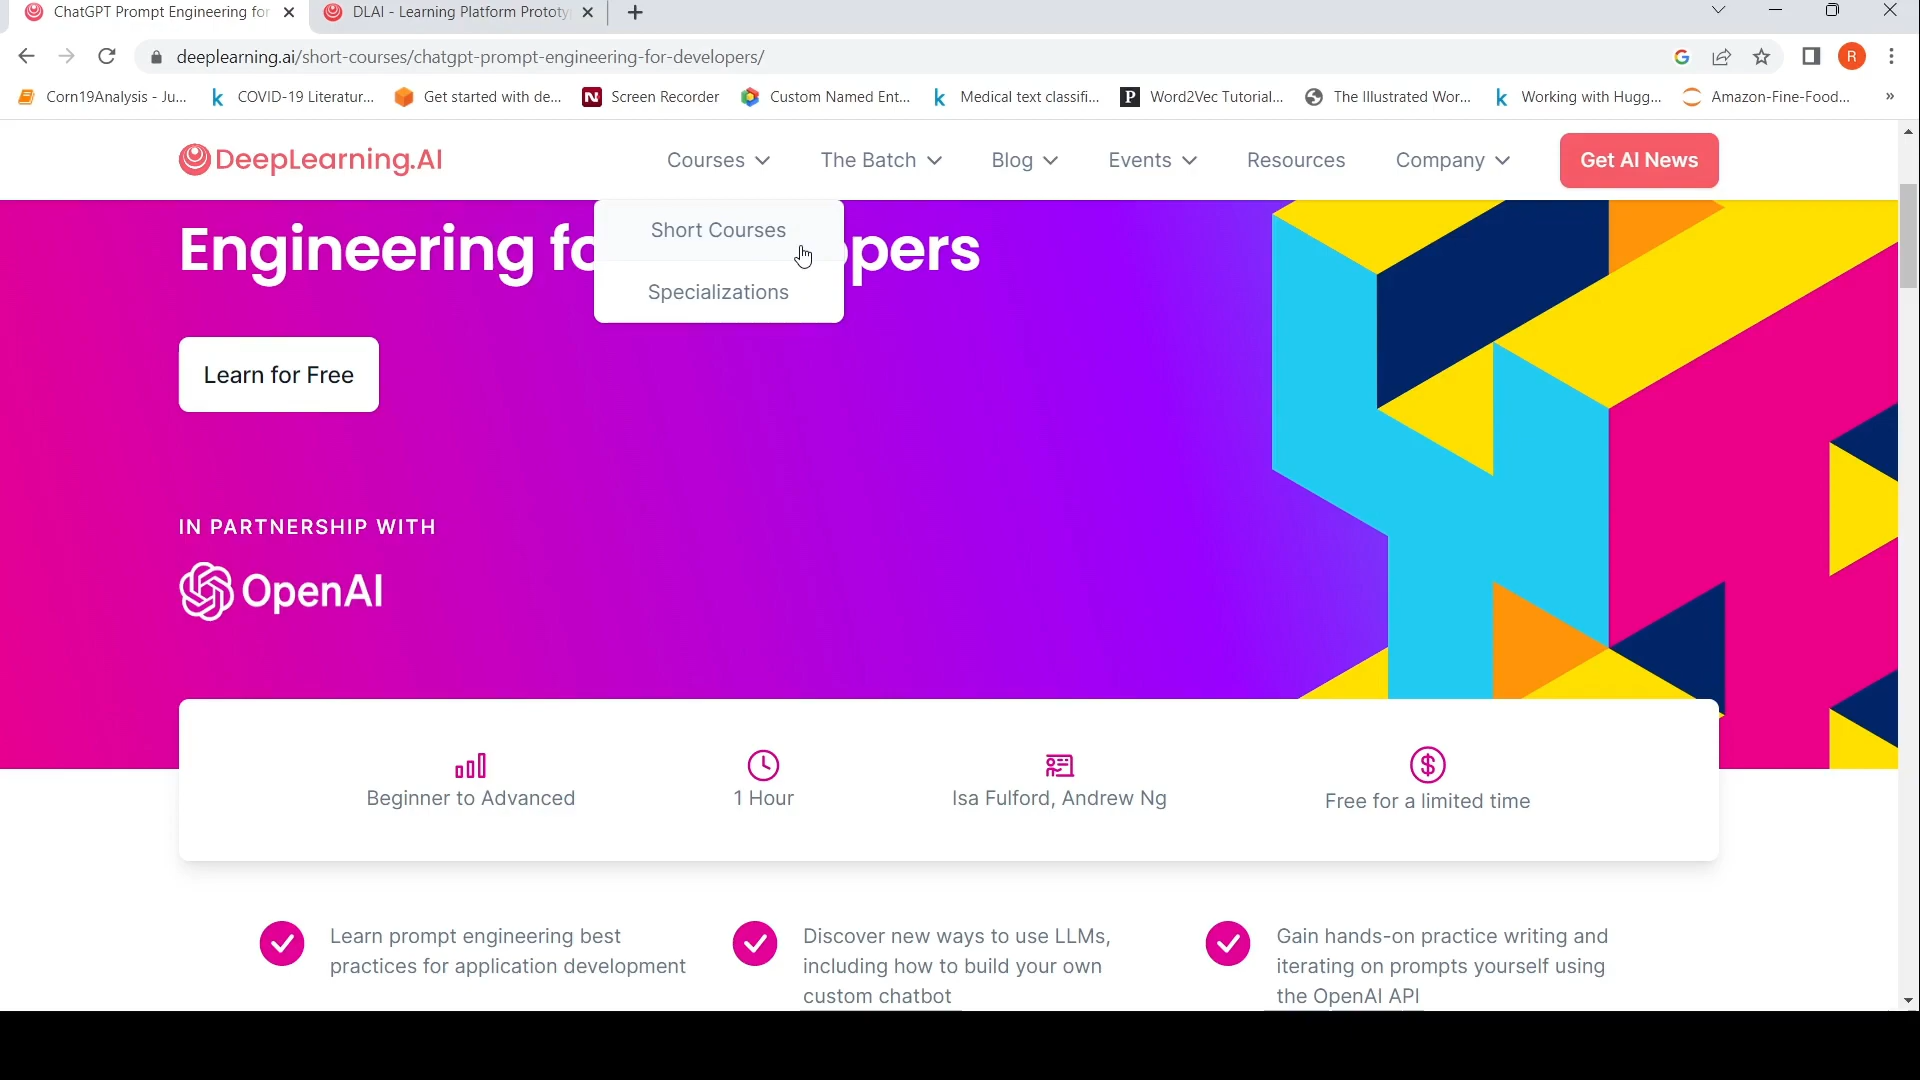 ChatGPT Prompt Engineering for
DLAI - Learning Platform Prototy
deeplearning.ai/short-courses/chatgpt-prompt-engineering-for-developers/
R
Corn19Analysis - Ju...
COVID-19 Literatur...
Get started with de...
Screen Recorder
Custom Named Ent...
Medical text classifi...
Word2Vec Tutorial...
The Illustrated Wor...
Working with Hugg...
Amazon-Fine-Food...
»
DeepLearning.AI
Courses
The Batch
Blog
Events
Resources
Company
Get AI News
Short Courses
Specializations
Engineering fo
opers
Learn for Free
IN PARTNERSHIP WITH
OpenAI
Beginner to Advanced
1 Hour
Isa Fulford, Andrew Ng
Free for a limited time
Learn prompt engineering best
practices for application development
Discover new ways to use LLMs,
including how to build your own
custom chatbot
Gain hands-on practice writing and
iterating on prompts yourself using
the OpenAI API